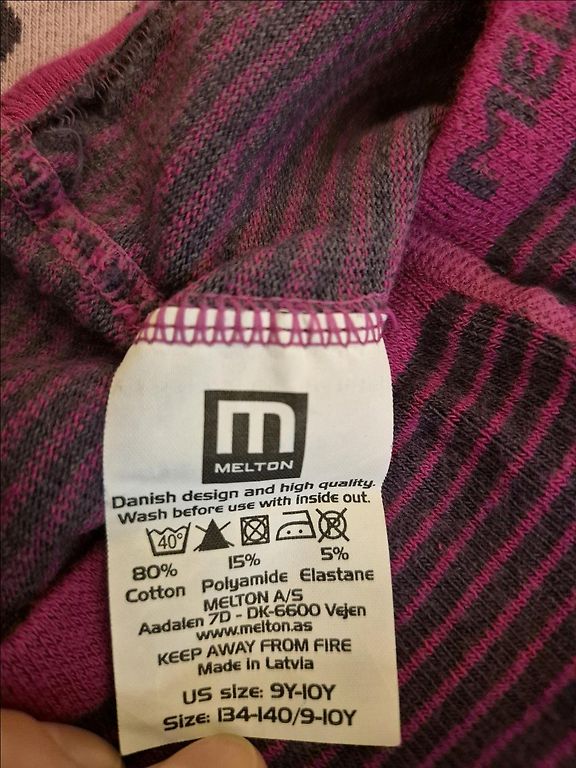 MEL
m
MELTON
Danish design and high quality.
Wash before use with inside out.
40°
80% 15% 5%
Cotton Polyamide Elastane
MELTON A/S
Aadalen 7D - DK-6600 Vejen
www.melton.as
KEEP AWAY FROM FIRE
Made in Latvia
US size: 9Y-10Y
Size: 134-140/9-10Y